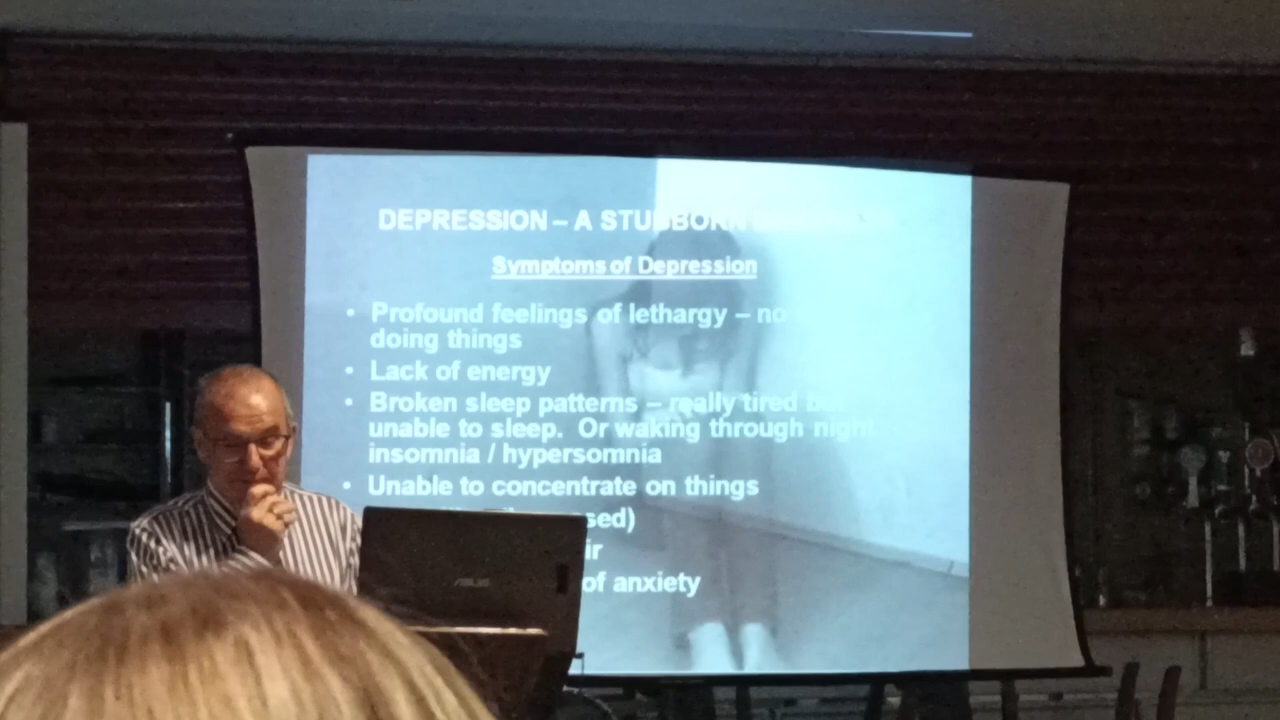 DEPRESSION – A STUBBORN
Symptoms of Depression
• Profound feelings of lethargy – no
doing things
• Lack of energy
• Broken sleep patterns – really tired but
unable to sleep. Or waking through night
insomnia / hypersomnia
• Unable to concentrate on things
of anxiety
ASUS